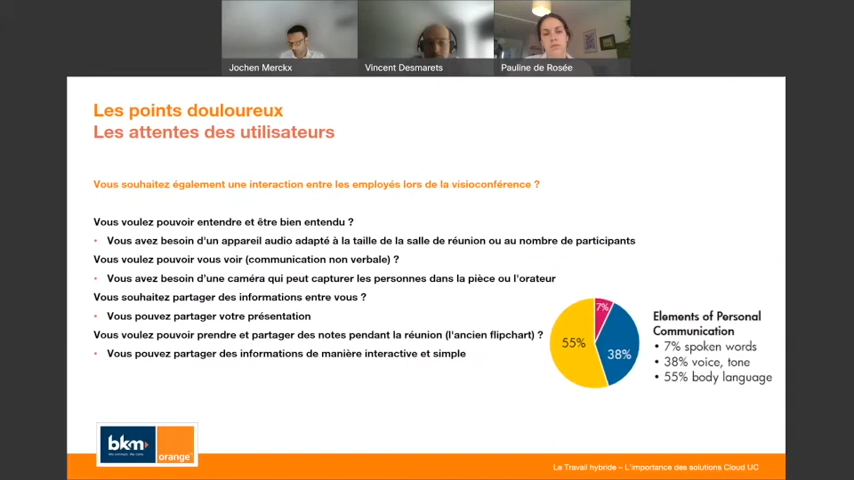 Jochen Merckx
Vincent Desmarets
Pauline de Rosée
Les points douloureux
Les attentes des utilisateurs
Vous souhaitez également une interaction entre les employés lors de la visioconférence ?
Vous voulez pouvoir entendre et être bien entendu ?
• Vous avez besoin d'un appareil audio adapté à la taille de la salle de réunion ou au nombre de participants
Vous voulez pouvoir vous voir (communication non verbale) ?
• Vous avez besoin d'une caméra qui peut capturer les personnes dans la pièce ou l'orateur
Vous souhaitez partager des informations entre vous ?
• Vous pouvez partager votre présentation
Vous voulez pouvoir prendre et partager des notes pendant la réunion (l'ancien flipchart) ?
• Vous pouvez partager des informations de manière interactive et simple
7%
55%
38%
Elements of Personal
Communication
• 7% spoken words
• 38% voice, tone
• 55% body language
bkm
orange
Le Travail hybride – L'importance des solutions Cloud UC